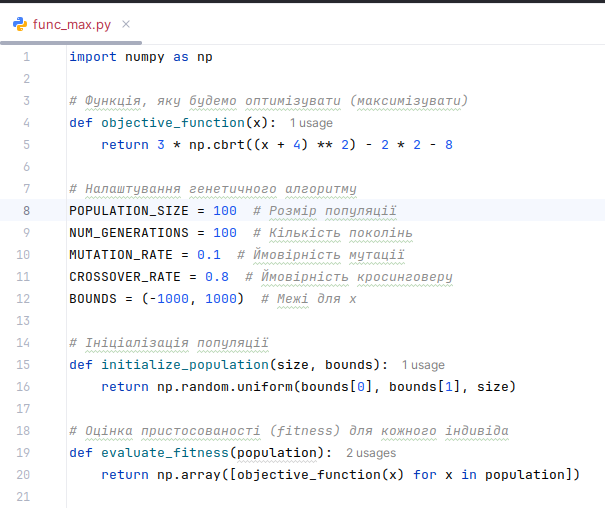 func_max.py
1 import numpy as np
2
3 # Функція, яку будемо оптимізувати (максимізувати)
4 def objective_function(x): 1 usage
5     return 3 * np.cbrt((x + 4) ** 2) - 2 * 2 - 8
6
7 # Налаштування генетичного алгоритму
8 POPULATION_SIZE = 100  # Розмір популяції
9 NUM_GENERATIONS = 100  # Кількість поколінь
10 MUTATION_RATE = 0.1  # Ймовірність мутації
11 CROSSOVER_RATE = 0.8  # Ймовірність кросинговеру
12 BOUNDS = (-1000, 1000)  # Межі для x
13
14 # Ініціалізація популяції
15 def initialize_population(size, bounds): 1 usage
16     return np.random.uniform(bounds[0], bounds[1], size)
17
18 # Оцінка пристосованості (fitness) для кожного індивіда
19 def evaluate_fitness(population): 2 usages
20     return np.array([objective_function(x) for x in population])
21